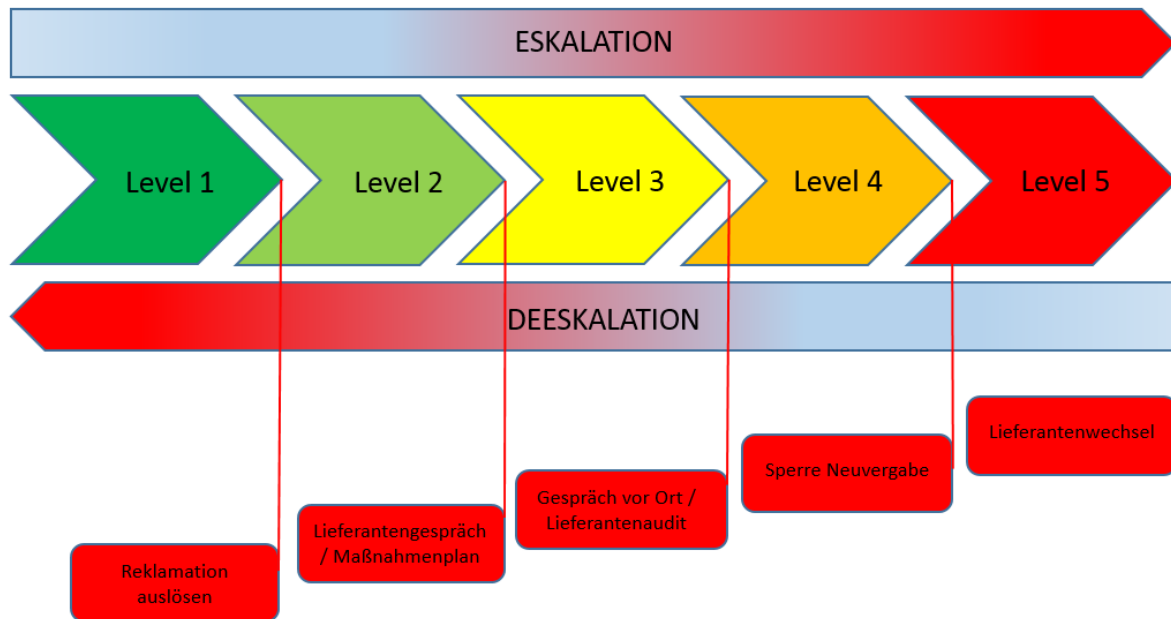 ESKALATION
Level 1
Level 2
Level 3
Level 4
Level 5
DEESKALATION
Lieferantenwechsel
Sperre Neuvergabe
Gespräch vor Ort /
Lieferantenaudit
Lieferantengespräch
/ Maßnahmenplan
Reklamation
auslösen